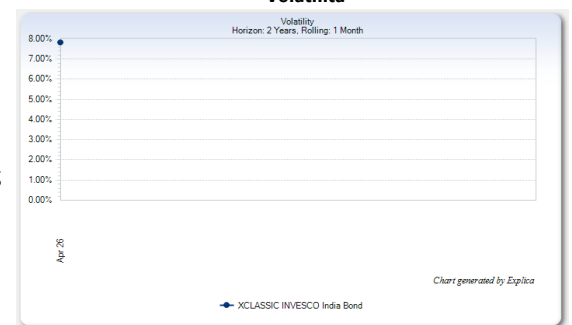 Volatility
Horizon: 2 Years, Rolling: 1 Month
8.00%
7.00%
6.00%
5.00%
4.00%
3.00%
2.00%
1.00%
0.00%
Apr 26
Chart generated by Explica
XCLASSIC INVESCO India Bond